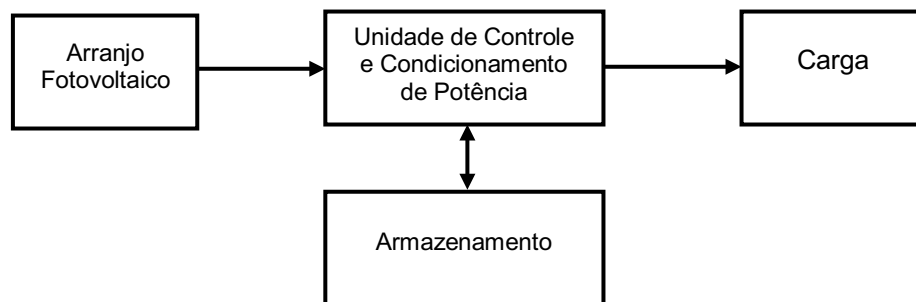 Arranjo
Fotovoltaico
Unidade de Controle
e Condicionamento
de Potência
Carga
Armazenamento